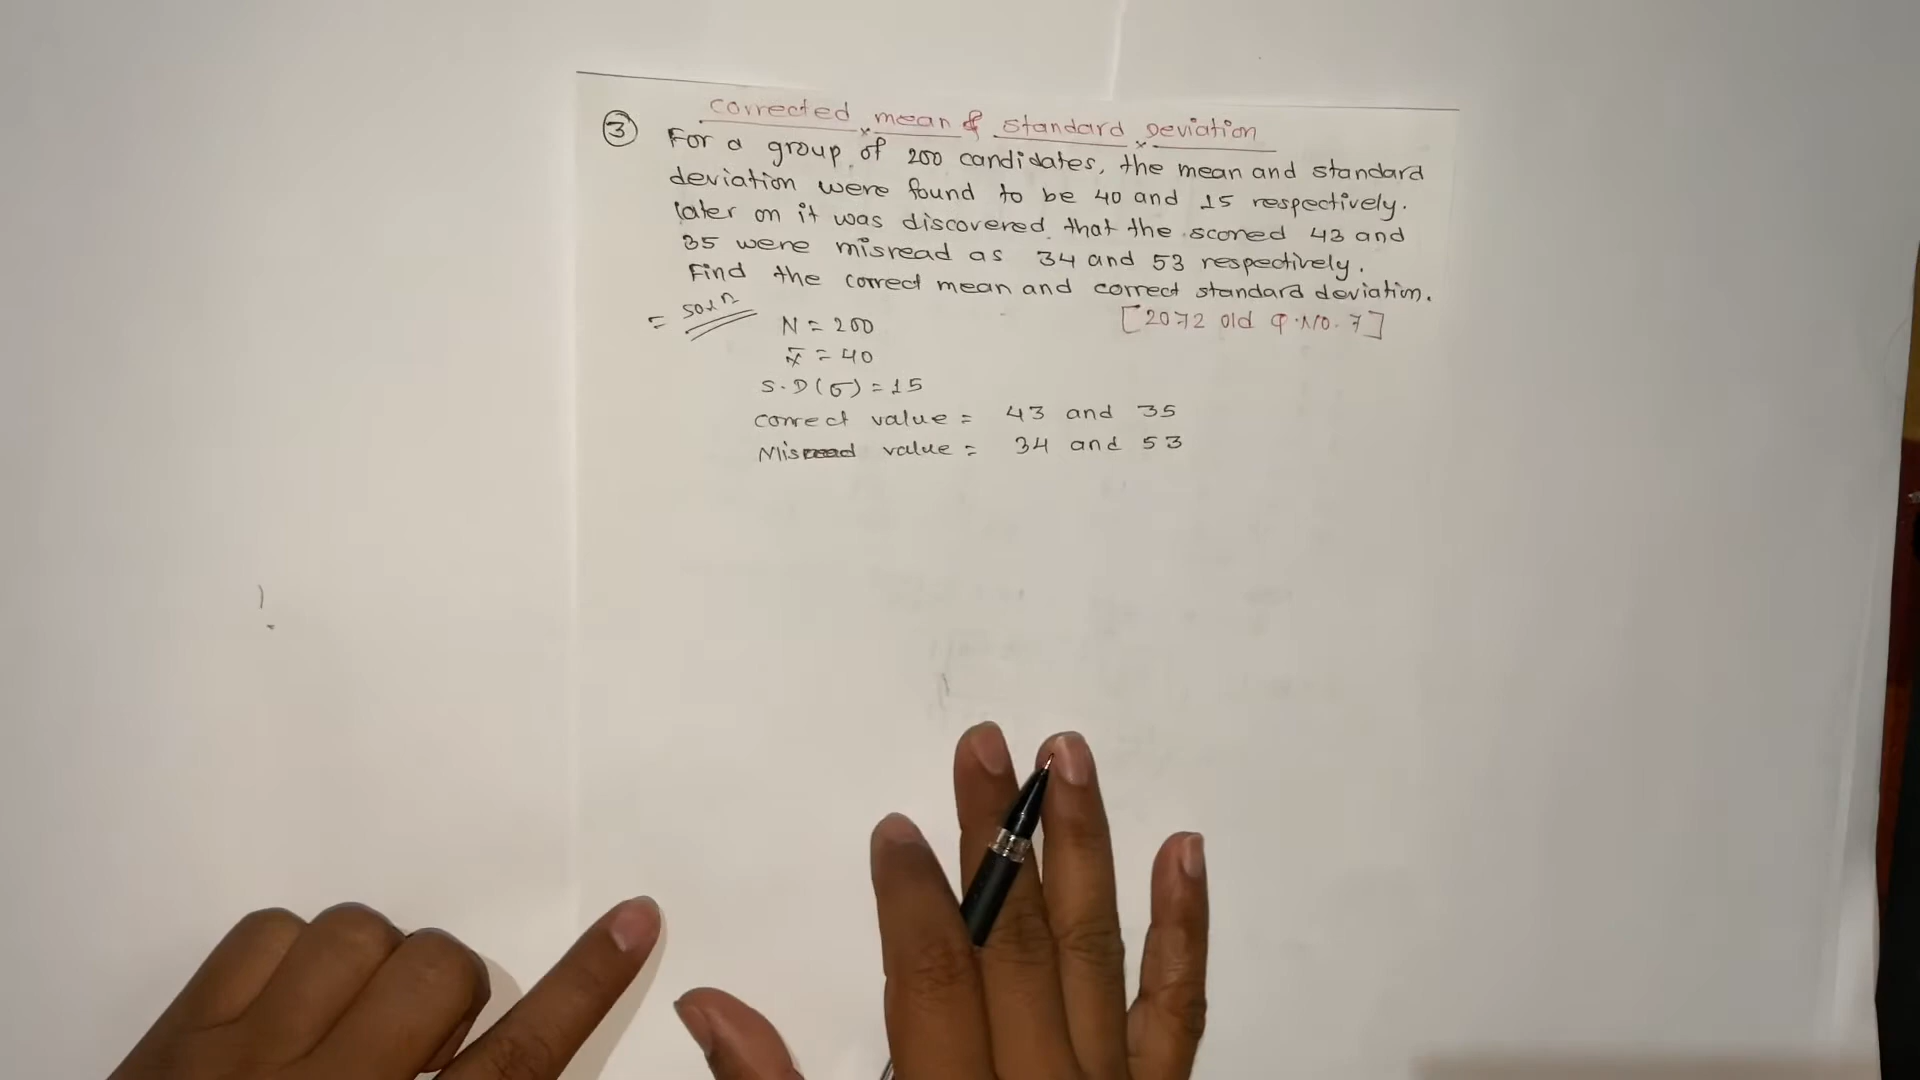 corrected mean & standard Deviation
③ For a group of 200 candidates, the mean and standard
deviation were found to be 40 and 15 respectively.
later on it was discovered that the scored 43 and
35 were misread as 34 and 53 respectively.
Find the correct mean and correct standard deviation.
= Solⁿ
[2072 old Q.NO. 7]
N = 200
x̄ = 40
S.D(σ) = 15
correct value = 43 and 35
Misread value = 34 and 53